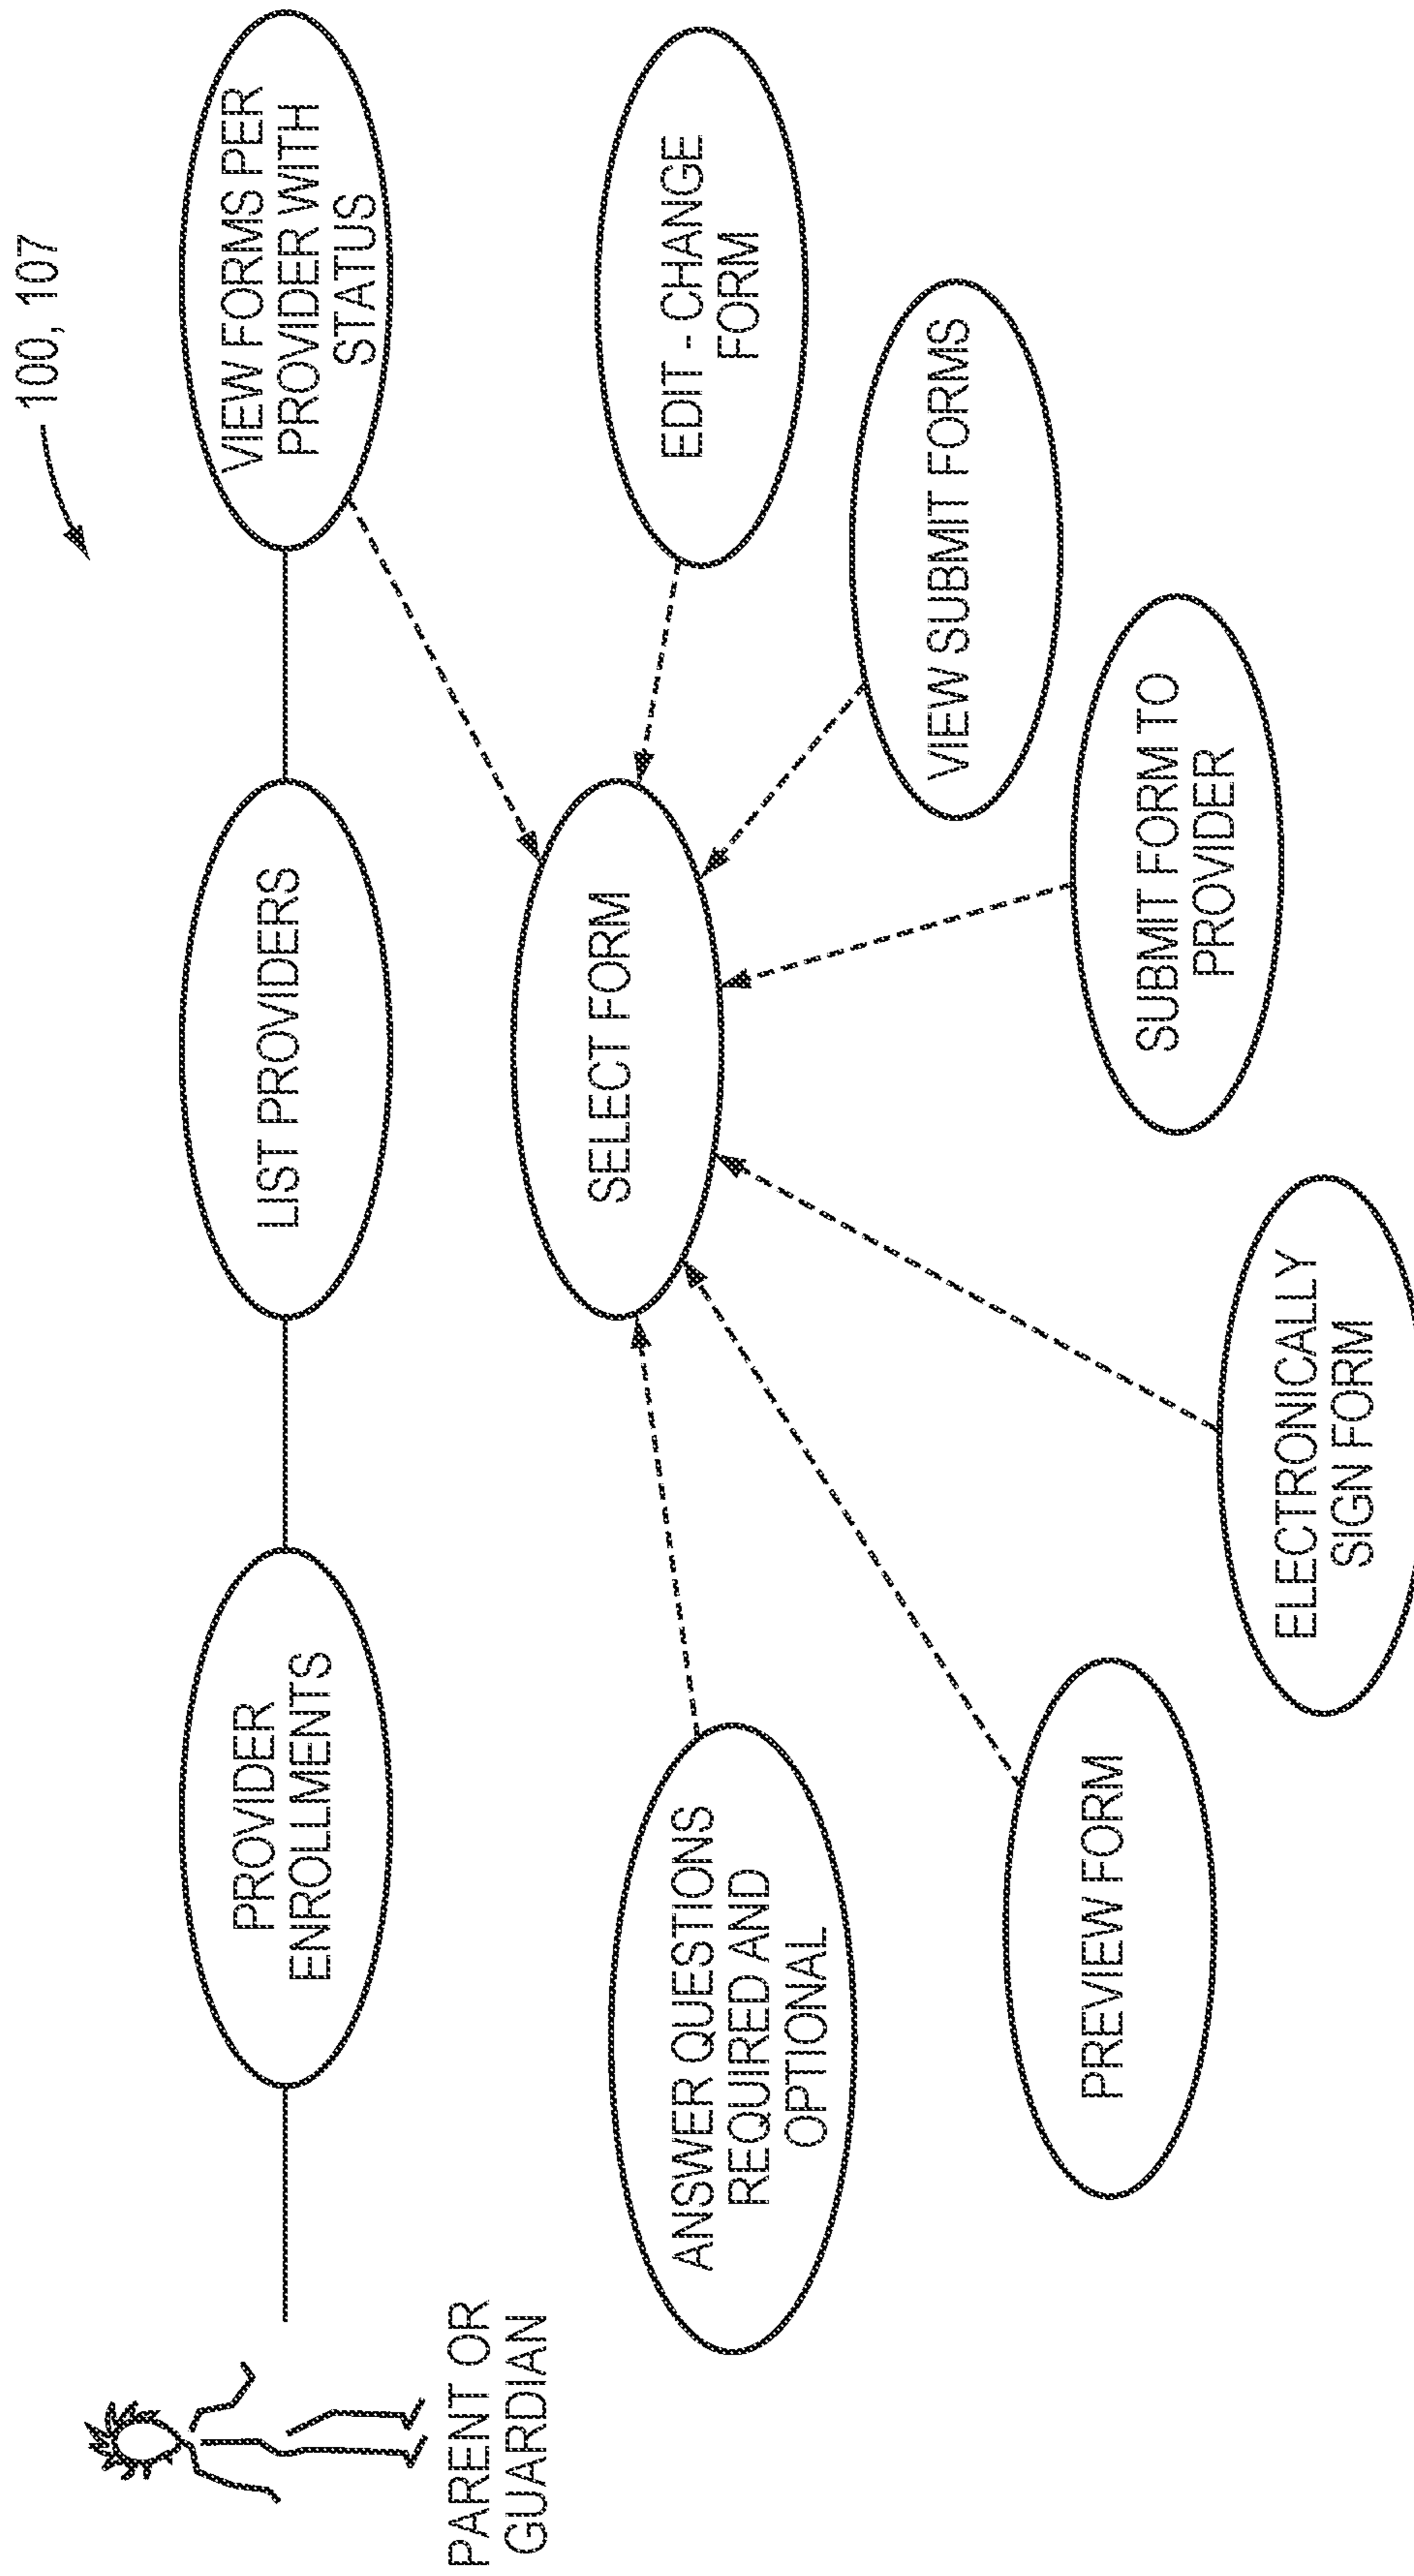 100, 107
PARENT OR
GUARDIAN
PROVIDER
ENROLLMENTS
LIST PROVIDERS
VIEW FORMS PER
PROVIDER WITH
STATUS
SELECT FORM
ANSWER QUESTIONS
REQUIRED AND
OPTIONAL
PREVIEW FORM
ELECTRONICALLY
SIGN FORM
SUBMIT FORM TO
PROVIDER
VIEW SUBMIT FORMS
EDIT - CHANGE
FORM